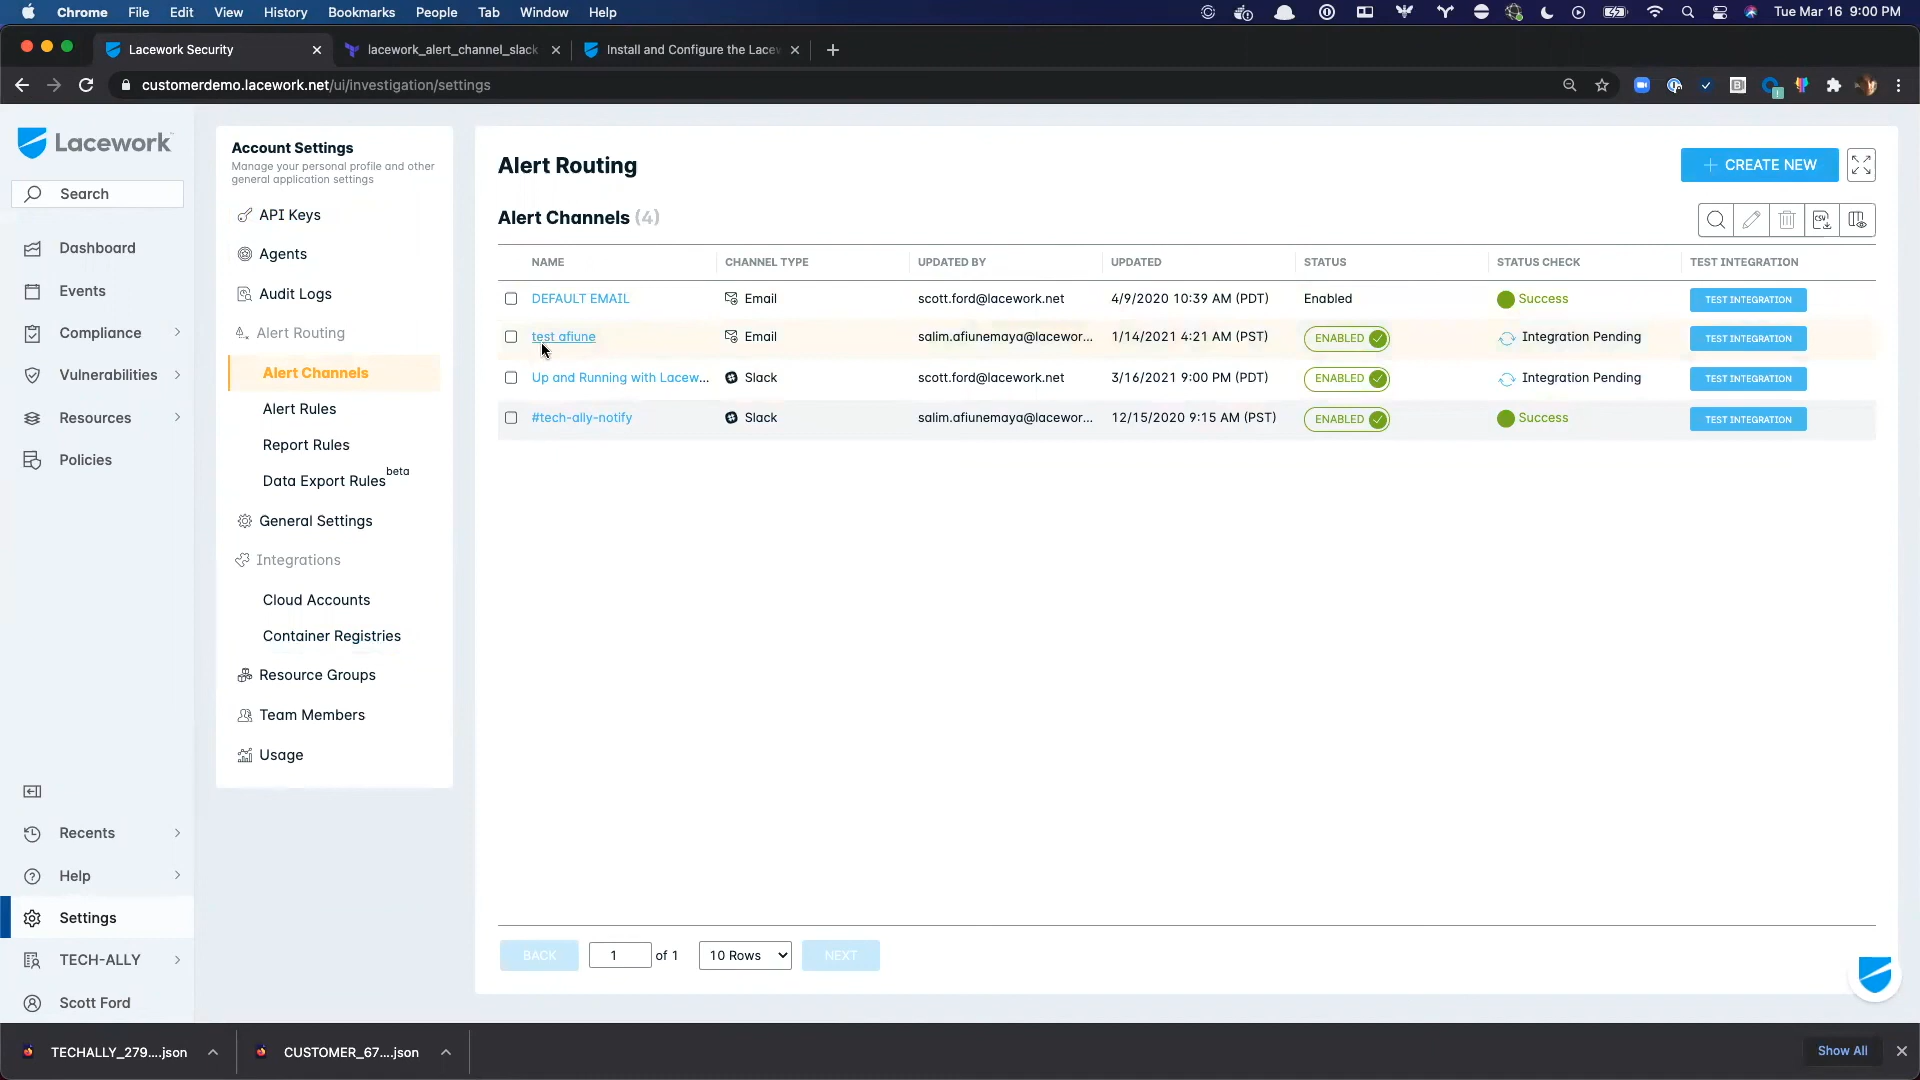 Chrome File Edit View History Bookmarks People Tab Window Help Tue Mar 16 9:00 PM
Lacework Security lacework_alert_channel_slack Install and Configure the Lacew
customerdemo.lacework.net/ui/investigation/settings
Lacework
Search
Dashboard
Events
Compliance
Vulnerabilities
Resources
Policies
Recents
Help
Settings
TECH-ALLY
Scott Ford
Account Settings
Manage your personal profile and other
general application settings
API Keys
Agents
Audit Logs
Alert Routing
Alert Channels
Alert Rules
Report Rules
Data Export Rules beta
General Settings
Integrations
Cloud Accounts
Container Registries
Resource Groups
Team Members
Usage
Alert Routing
+ CREATE NEW
Alert Channels (4)
CSV
NAME CHANNEL TYPE UPDATED BY UPDATED STATUS STATUS CHECK TEST INTEGRATION
DEFAULT EMAIL Email scott.ford@lacework.net 4/9/2020 10:39 AM (PDT) Enabled Success TEST INTEGRATION
test afiune Email salim.afiunemaya@lacewor... 1/14/2021 4:21 AM (PST) ENABLED Integration Pending TEST INTEGRATION
Up and Running with Lacew... Slack scott.ford@lacework.net 3/16/2021 9:00 PM (PDT) ENABLED Integration Pending TEST INTEGRATION
#tech-ally-notify Slack salim.afiunemaya@lacewor... 12/15/2020 9:15 AM (PST) ENABLED Success TEST INTEGRATION
BACK 1 of 1 10 Rows NEXT
TECHALLY_279....json CUSTOMER_67....json Show All